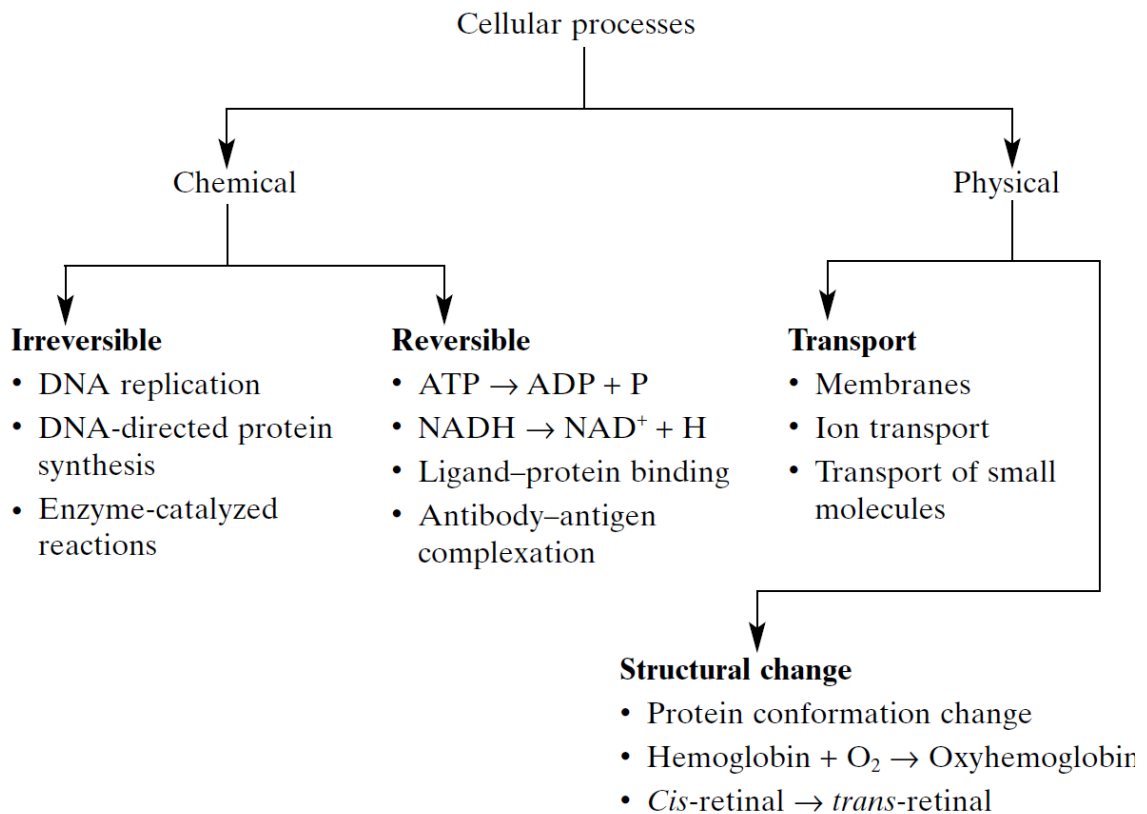 Cellular processes
Chemical
Physical
Irreversible
• DNA replication
• DNA-directed protein
synthesis
• Enzyme-catalyzed
reactions
Reversible
• ATP → ADP + P
• NADH → NAD⁺ + H
• Ligand–protein binding
• Antibody–antigen
complexation
Transport
• Membranes
• Ion transport
• Transport of small
molecules
Structural change
• Protein conformation change
• Hemoglobin + O₂ → Oxyhemoglobin
• Cis-retinal → trans-retinal